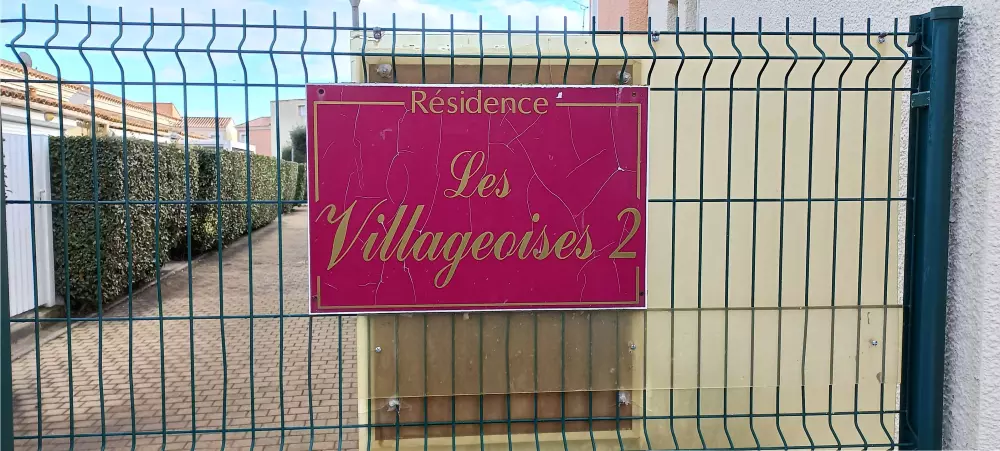 Résidence
Les
Villageoises 2